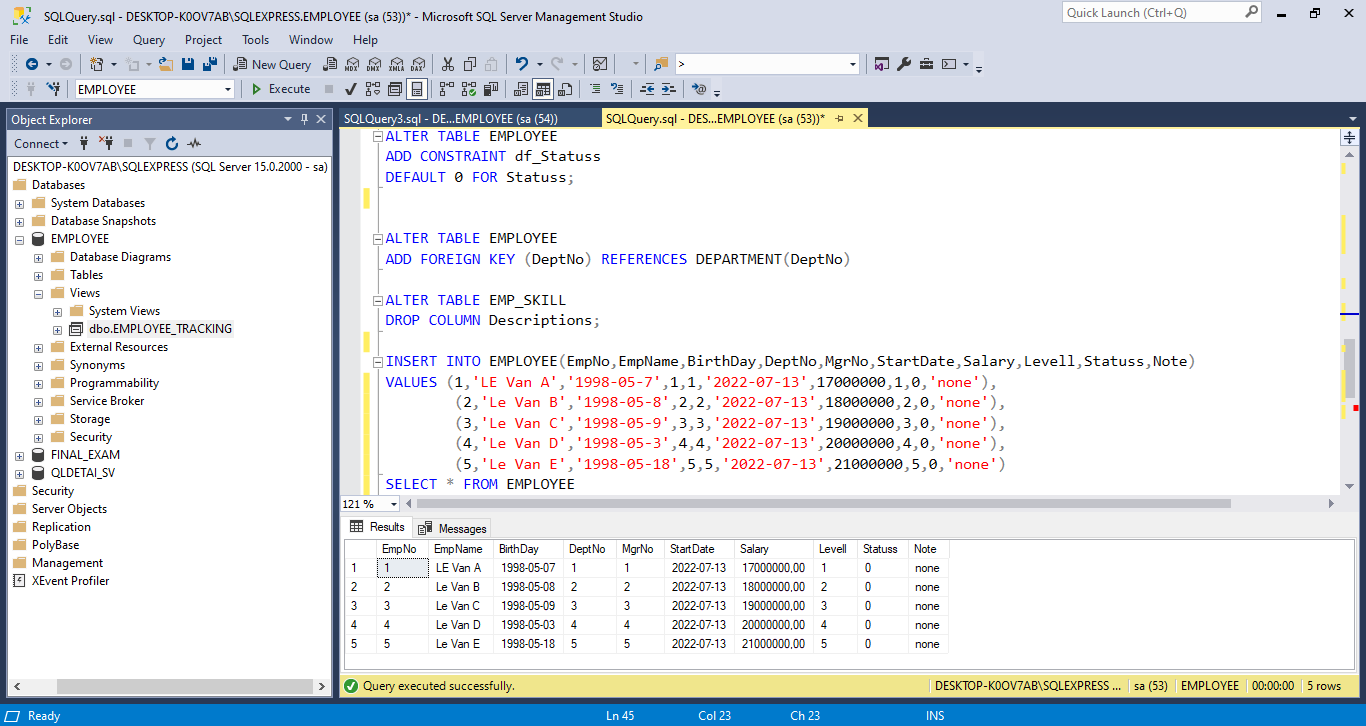 SQLQuery.sql - DESKTOP-K0OV7AB\SQLEXPRESS.EMPLOYEE (sa (53))* - Microsoft SQL Server Management Studio
Quick Launch (Ctrl+Q)
File Edit View Query Project Tools Window Help
New Query MDX DMX XMLA DAX >
EMPLOYEE Execute
Object Explorer
Connect
DESKTOP-K0OV7AB\SQLEXPRESS (SQL Server 15.0.2000 - sa)
Databases
System Databases
Database Snapshots
EMPLOYEE
Database Diagrams
Tables
Views
System Views
dbo.EMPLOYEE_TRACKING
External Resources
Synonyms
Programmability
Service Broker
Storage
Security
FINAL_EXAM
QLDETAI_SV
Security
Server Objects
Replication
PolyBase
Management
XEvent Profiler
SQLQuery3.sql - DE...EMPLOYEE (sa (54)) SQLQuery.sql - DES...EMPLOYEE (sa (53))*
ALTER TABLE EMPLOYEE
ADD CONSTRAINT df_Statuss
DEFAULT 0 FOR Statuss;
ALTER TABLE EMPLOYEE
ADD FOREIGN KEY (DeptNo) REFERENCES DEPARTMENT(DeptNo)
ALTER TABLE EMP_SKILL
DROP COLUMN Descriptions;
INSERT INTO EMPLOYEE(EmpNo,EmpName,BirthDay,DeptNo,MgrNo,StartDate,Salary,Levell,Statuss,Note)
VALUES (1,'LE Van A','1998-05-7',1,1,'2022-07-13',17000000,1,0,'none'),
(2,'Le Van B','1998-05-8',2,2,'2022-07-13',18000000,2,0,'none'),
(3,'Le Van C','1998-05-9',3,3,'2022-07-13',19000000,3,0,'none'),
(4,'Le Van D','1998-05-3',4,4,'2022-07-13',20000000,4,0,'none'),
(5,'Le Van E','1998-05-18',5,5,'2022-07-13',21000000,5,0,'none')
SELECT * FROM EMPLOYEE
121 %
Results Messages
EmpNo EmpName BirthDay DeptNo MgrNo StartDate Salary Levell Statuss Note
1 1 LE Van A 1998-05-07 1 1 2022-07-13 17000000,00 1 0 none
2 2 Le Van B 1998-05-08 2 2 2022-07-13 18000000,00 2 0 none
3 3 Le Van C 1998-05-09 3 3 2022-07-13 19000000,00 3 0 none
4 4 Le Van D 1998-05-03 4 4 2022-07-13 20000000,00 4 0 none
5 5 Le Van E 1998-05-18 5 5 2022-07-13 21000000,00 5 0 none
Query executed successfully. DESKTOP-K0OV7AB\SQLEXPRESS ... sa (53) EMPLOYEE 00:00:00 5 rows
Ready Ln 45 Col 23 Ch 23 INS